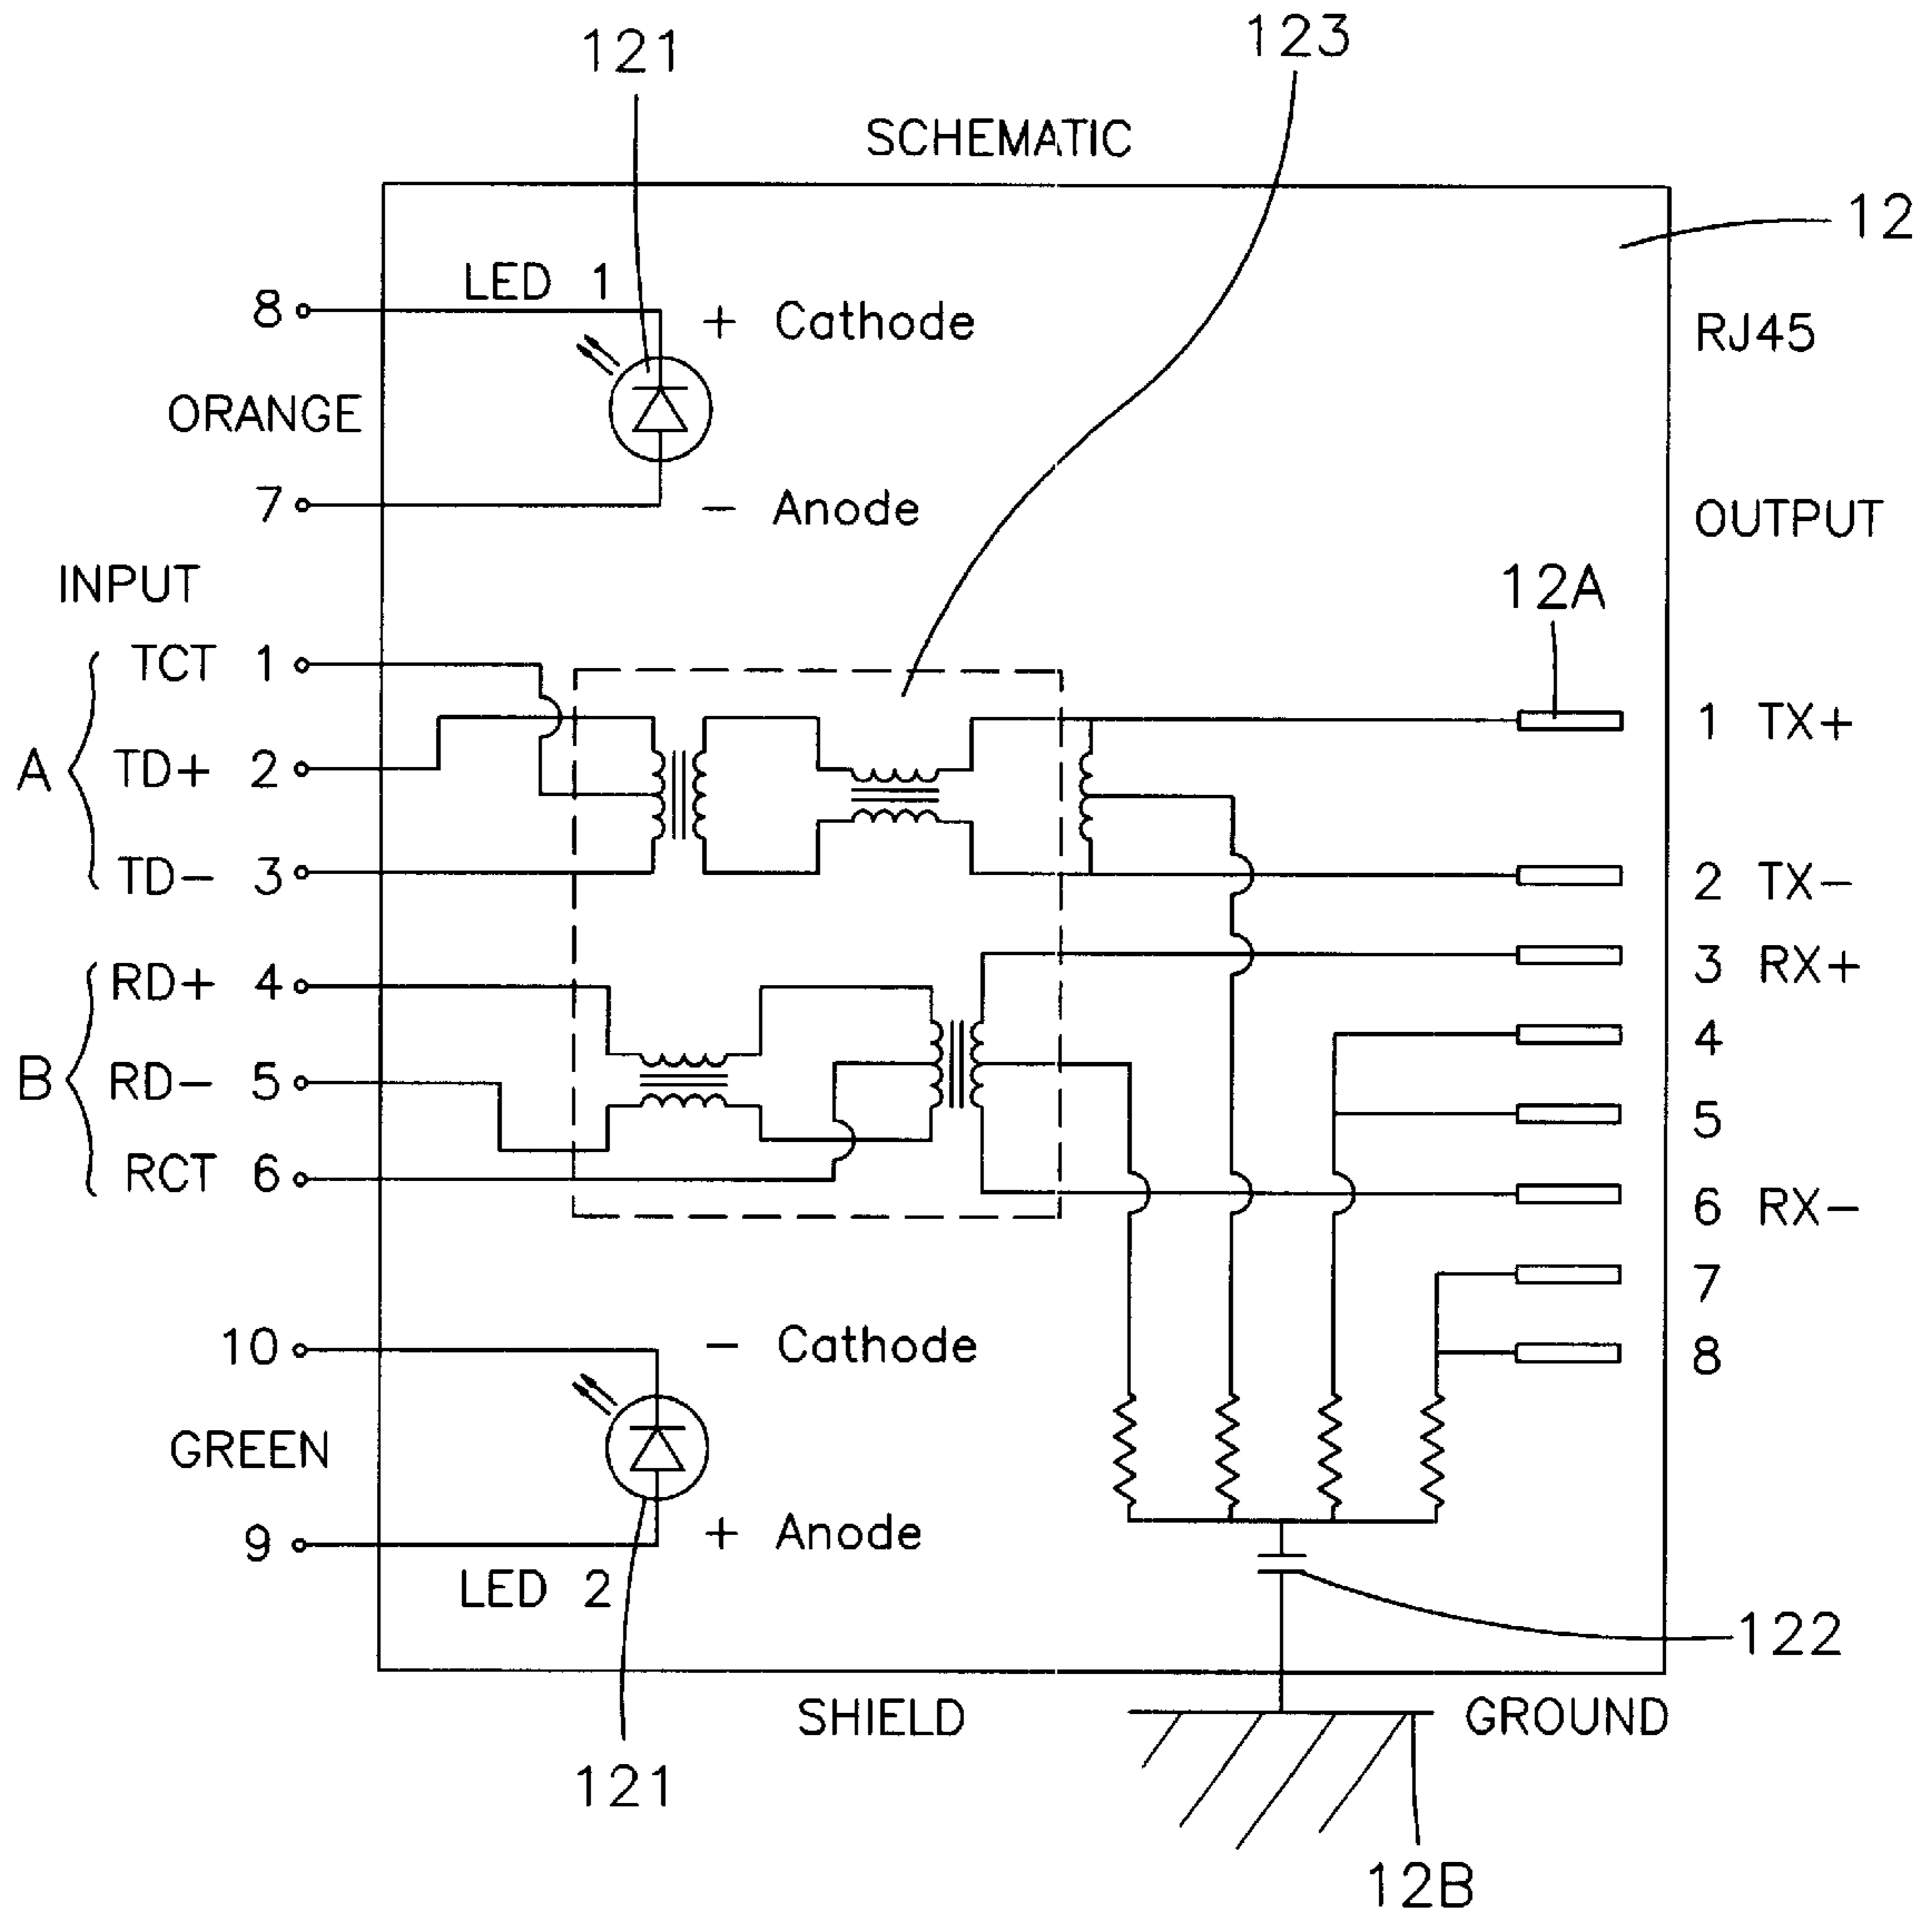 121
123
SCHEMATIC
12
LED 1
8
+ Cathode
RJ45
ORANGE
7
- Anode
OUTPUT
INPUT
12A
TCT 1
A
TD+ 2
TD- 3
1 TX+
2 TX-
3 RX+
B
RD+ 4
RD- 5
RCT 6
4
5
6 RX-
7
8
10
- Cathode
GREEN
9
+ Anode
LED 2
122
SHIELD
GROUND
121
12B